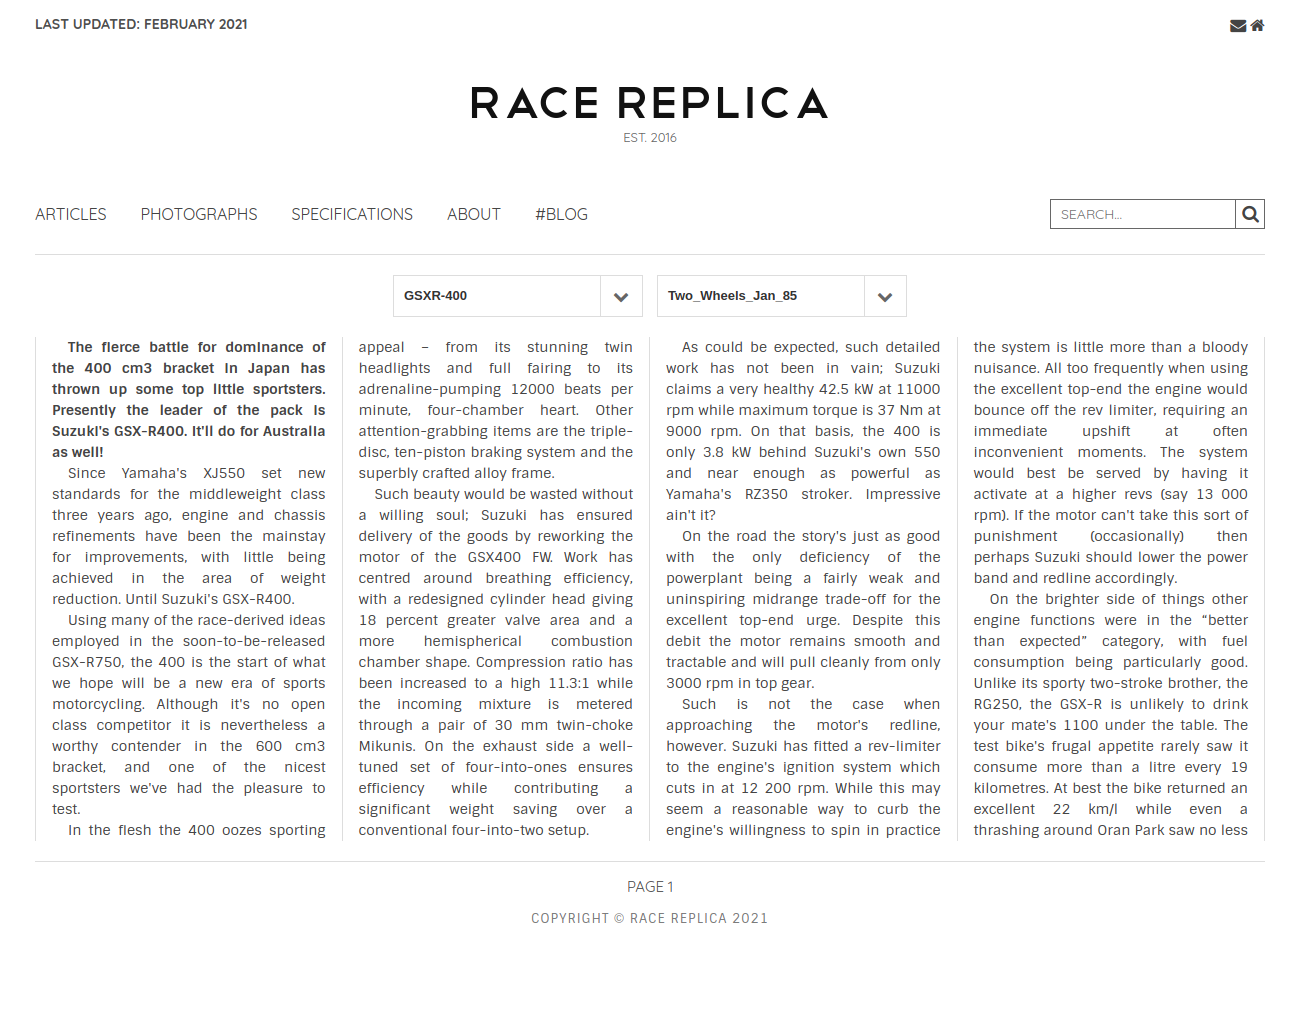 LAST UPDATED: FEBRUARY 2021
RACE REPLICA
EST. 2016
ARTICLES PHOTOGRAPHS SPECIFICATIONS ABOUT #BLOG
SEARCH...
GSXR-400
Two_Wheels_Jan_85
The fierce battle for dominance of
the 400 cm3 bracket in Japan has
thrown up some top little sportsters.
Presently the leader of the pack is
Suzuki's GSX-R400. It'll do for Australia
as well!
Since Yamaha's XJ550 set new
standards for the middleweight class
three years ago, engine and chassis
refinements have been the mainstay
for improvements, with little being
achieved in the area of weight
reduction. Until Suzuki's GSX-R400.
Using many of the race-derived ideas
employed in the soon-to-be-released
GSX-R750, the 400 is the start of what
we hope will be a new era of sports
motorcycling. Although it's no open
class competitor it is nevertheless a
worthy contender in the 600 cm3
bracket, and one of the nicest
sportsters we've had the pleasure to
test.
In the flesh the 400 oozes sporting
appeal – from its stunning twin
headlights and full fairing to its
adrenaline-pumping 12000 beats per
minute, four-chamber heart. Other
attention-grabbing items are the triple-
disc, ten-piston braking system and the
superbly crafted alloy frame.
Such beauty would be wasted without
a willing soul; Suzuki has ensured
delivery of the goods by reworking the
motor of the GSX400 FW. Work has
centred around breathing efficiency,
with a redesigned cylinder head giving
18 percent greater valve area and a
more hemispherical combustion
chamber shape. Compression ratio has
been increased to a high 11.3:1 while
the incoming mixture is metered
through a pair of 30 mm twin-choke
Mikunis. On the exhaust side a well-
tuned set of four-into-ones ensures
efficiency while contributing a
significant weight saving over a
conventional four-into-two setup.
As could be expected, such detailed
work has not been in vain; Suzuki
claims a very healthy 42.5 kW at 11000
rpm while maximum torque is 37 Nm at
9000 rpm. On that basis, the 400 is
only 3.8 kW behind Suzuki's own 550
and near enough as powerful as
Yamaha's RZ350 stroker. Impressive
ain't it?
On the road the story's just as good
with the only deficiency of the
powerplant being a fairly weak and
uninspiring midrange trade-off for the
excellent top-end urge. Despite this
debit the motor remains smooth and
tractable and will pull cleanly from only
3000 rpm in top gear.
Such is not the case when
approaching the motor's redline,
however. Suzuki has fitted a rev-limiter
to the engine's ignition system which
cuts in at 12 200 rpm. While this may
seem a reasonable way to curb the
engine's willingness to spin in practice
the system is little more than a bloody
nuisance. All too frequently when using
the excellent top-end the engine would
bounce off the rev limiter, requiring an
immediate upshift at often
inconvenient moments. The system
would best be served by having it
activate at a higher revs (say 13 000
rpm). If the motor can't take this sort of
punishment (occasionally) then
perhaps Suzuki should lower the power
band and redline accordingly.
On the brighter side of things other
engine functions were in the “better
than expected” category, with fuel
consumption being particularly good.
Unlike its sporty two-stroke brother, the
RG250, the GSX-R is unlikely to drink
your mate's 1100 under the table. The
test bike's frugal appetite rarely saw it
consume more than a litre every 19
kilometres. At best the bike returned an
excellent 22 km/l while even a
thrashing around Oran Park saw no less
PAGE 1
COPYRIGHT © RACE REPLICA 2021